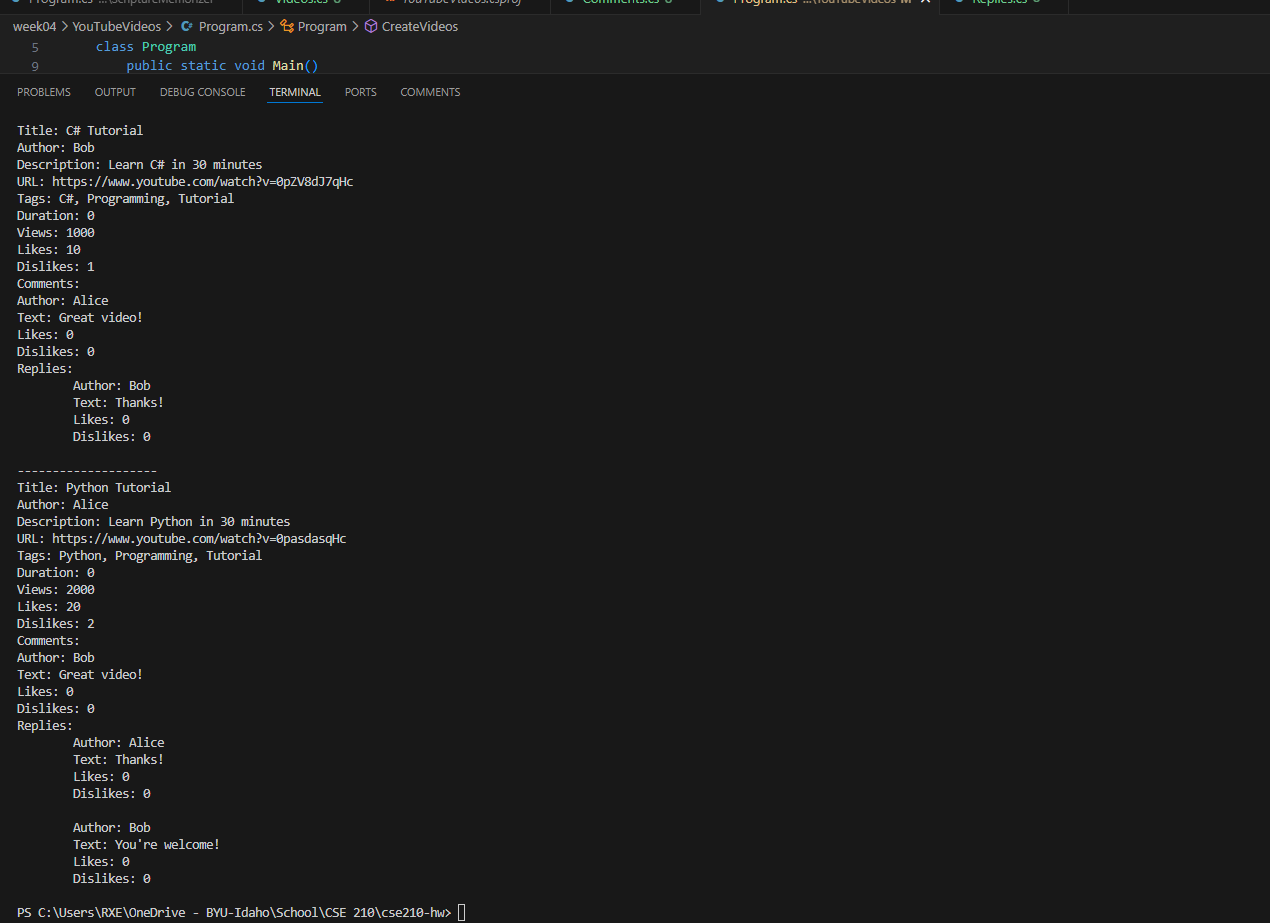 Program.cs ...\ScriptureMemorizer Videos.cs U YouTubeVideos.csproj Comments.cs U Program.cs ...\YouTubeVideos M Replies.cs U
week04 > YouTubeVideos > Program.cs > Program > CreateVideos
5 class Program
9 public static void Main()
PROBLEMS OUTPUT DEBUG CONSOLE TERMINAL PORTS COMMENTS
Title: C# Tutorial
Author: Bob
Description: Learn C# in 30 minutes
URL: https://www.youtube.com/watch?v=0pZV8dJ7qHc
Tags: C#, Programming, Tutorial
Duration: 0
Views: 1000
Likes: 10
Dislikes: 1
Comments:
Author: Alice
Text: Great video!
Likes: 0
Dislikes: 0
Replies:
Author: Bob
Text: Thanks!
Likes: 0
Dislikes: 0
--------------------
Title: Python Tutorial
Author: Alice
Description: Learn Python in 30 minutes
URL: https://www.youtube.com/watch?v=0pasdasqHc
Tags: Python, Programming, Tutorial
Duration: 0
Views: 2000
Likes: 20
Dislikes: 2
Comments:
Author: Bob
Text: Great video!
Likes: 0
Dislikes: 0
Replies:
Author: Alice
Text: Thanks!
Likes: 0
Dislikes: 0
Author: Bob
Text: You're welcome!
Likes: 0
Dislikes: 0
PS C:\Users\RXE\OneDrive - BYU-Idaho\School\CSE 210\cse210-hw>